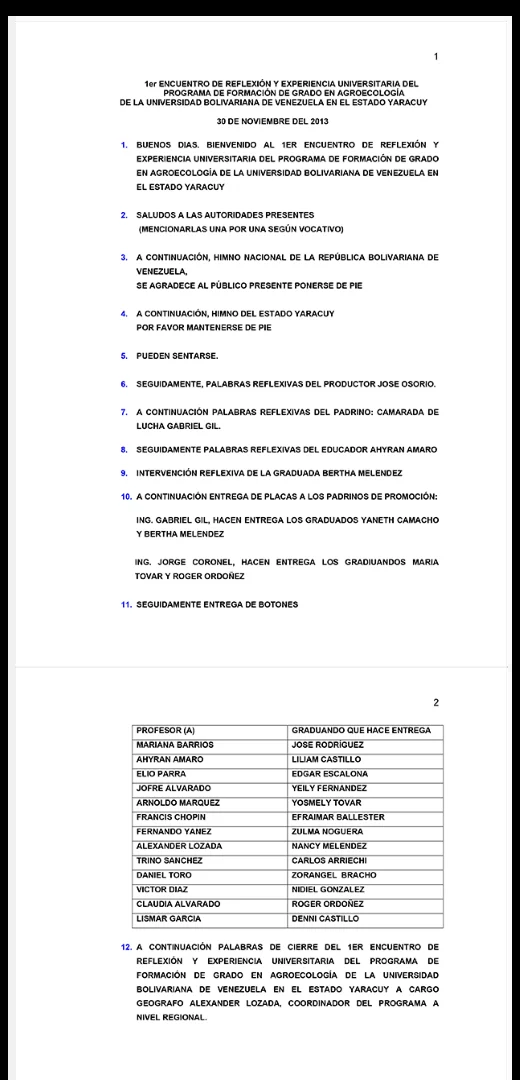 1
1er ENCUENTRO DE REFLEXIÓN Y EXPERIENCIA UNIVERSITARIA DEL
PROGRAMA DE FORMACIÓN DE GRADO EN AGROECOLOGÍA
DE LA UNIVERSIDAD BOLIVARIANA DE VENEZUELA EN EL ESTADO YARACUY
30 DE NOVIEMBRE DEL 2013
1. BUENOS DIAS. BIENVENIDO AL 1ER ENCUENTRO DE REFLEXIÓN Y
EXPERIENCIA UNIVERSITARIA DEL PROGRAMA DE FORMACIÓN DE GRADO
EN AGROECOLOGÍA DE LA UNIVERSIDAD BOLIVARIANA DE VENEZUELA EN
EL ESTADO YARACUY
2. SALUDOS A LAS AUTORIDADES PRESENTES
(MENCIONARLAS UNA POR UNA SEGÚN VOCATIVO)
3. A CONTINUACIÓN, HIMNO NACIONAL DE LA REPÚBLICA BOLIVARIANA DE
VENEZUELA,
SE AGRADECE AL PÚBLICO PRESENTE PONERSE DE PIE
4. A CONTINUACIÓN, HIMNO DEL ESTADO YARACUY
POR FAVOR MANTENERSE DE PIE
5. PUEDEN SENTARSE.
6. SEGUIDAMENTE, PALABRAS REFLEXIVAS DEL PRODUCTOR JOSE OSORIO.
7. A CONTINUACIÓN PALABRAS REFLEXIVAS DEL PADRINO: CAMARADA DE
LUCHA GABRIEL GIL.
8. SEGUIDAMENTE PALABRAS REFLEXIVAS DEL EDUCADOR AHYRAN AMARO
9. INTERVENCIÓN REFLEXIVA DE LA GRADUADA BERTHA MELENDEZ
10. A CONTINUACIÓN ENTREGA DE PLACAS A LOS PADRINOS DE PROMOCIÓN:
ING. GABRIEL GIL, HACEN ENTREGA LOS GRADUADOS YANETH CAMACHO
Y BERTHA MELENDEZ
ING. JORGE CORONEL, HACEN ENTREGA LOS GRADIUANDOS MARIA
TOVAR Y ROGER ORDOÑEZ
11. SEGUIDAMENTE ENTREGA DE BOTONES
2
PROFESOR (A) GRADUANDO QUE HACE ENTREGA
MARIANA BARRIOS JOSE RODRÍGUEZ
AHYRAN AMARO LILIAM CASTILLO
ELIO PARRA EDGAR ESCALONA
JOFRE ALVARADO YEILY FERNANDEZ
ARNOLDO MARQUEZ YOSMELY TOVAR
FRANCIS CHOPIN EFRAIMAR BALLESTER
FERNANDO YANEZ ZULMA NOGUERA
ALEXANDER LOZADA NANCY MELENDEZ
TRINO SANCHEZ CARLOS ARRIECHI
DANIEL TORO ZORANGEL BRACHO
VICTOR DIAZ NIDIEL GONZALEZ
CLAUDIA ALVARADO ROGER ORDOÑEZ
LISMAR GARCIA DENNI CASTILLO
12. A CONTINUACIÓN PALABRAS DE CIERRE DEL 1ER ENCUENTRO DE
REFLEXIÓN Y EXPERIENCIA UNIVERSITARIA DEL PROGRAMA DE
FORMACIÓN DE GRADO EN AGROECOLOGÍA DE LA UNIVERSIDAD
BOLIVARIANA DE VENEZUELA EN EL ESTADO YARACUY A CARGO
GEOGRAFO ALEXANDER LOZADA, COORDINADOR DEL PROGRAMA A
NIVEL REGIONAL.